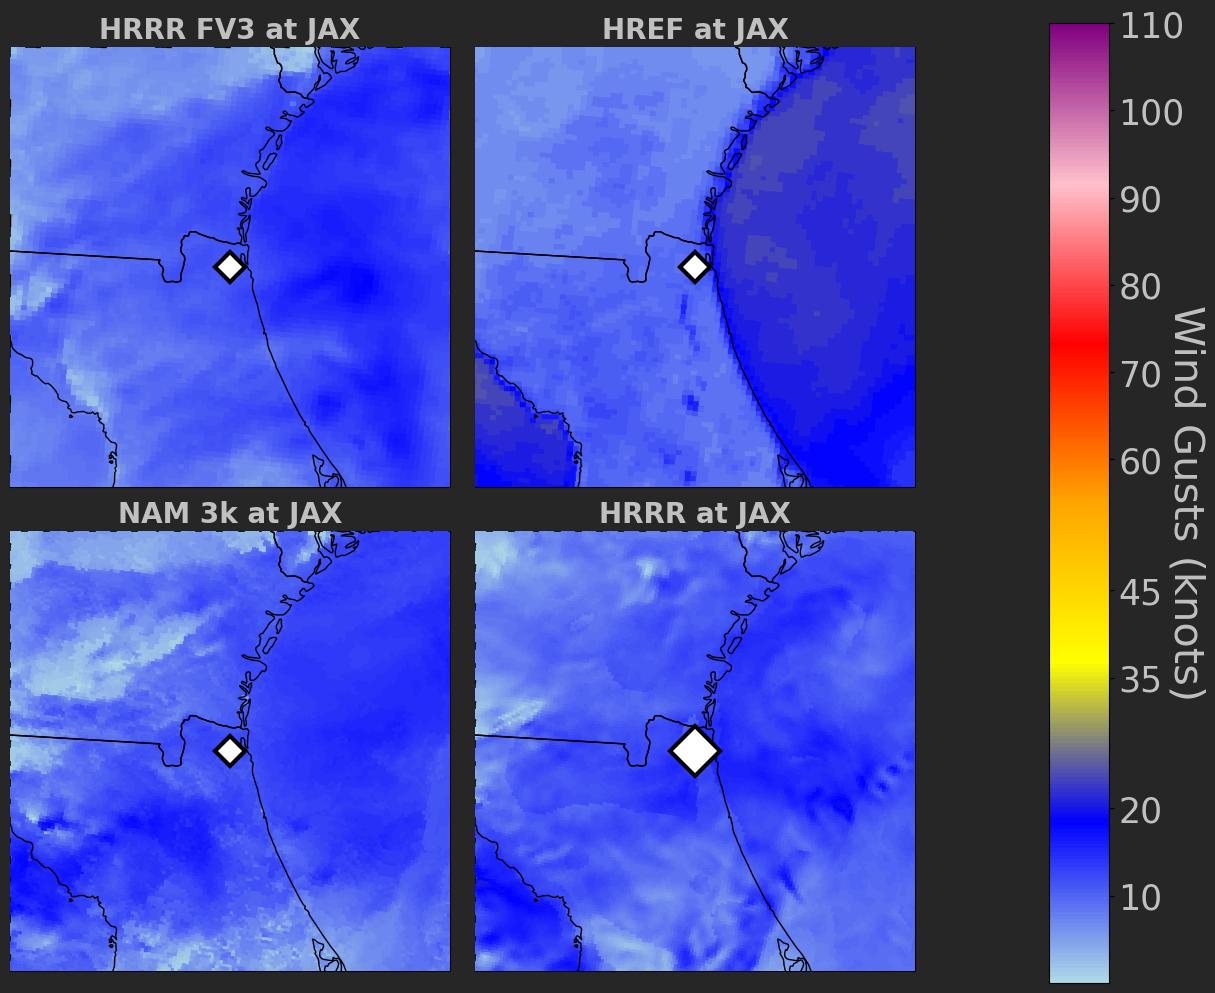 HRRR FV3 at JAX
HREF at JAX
NAM 3k at JAX
HRRR at JAX
110
100
90
80
70
60
45
35
20
10
Wind Gusts (knots)